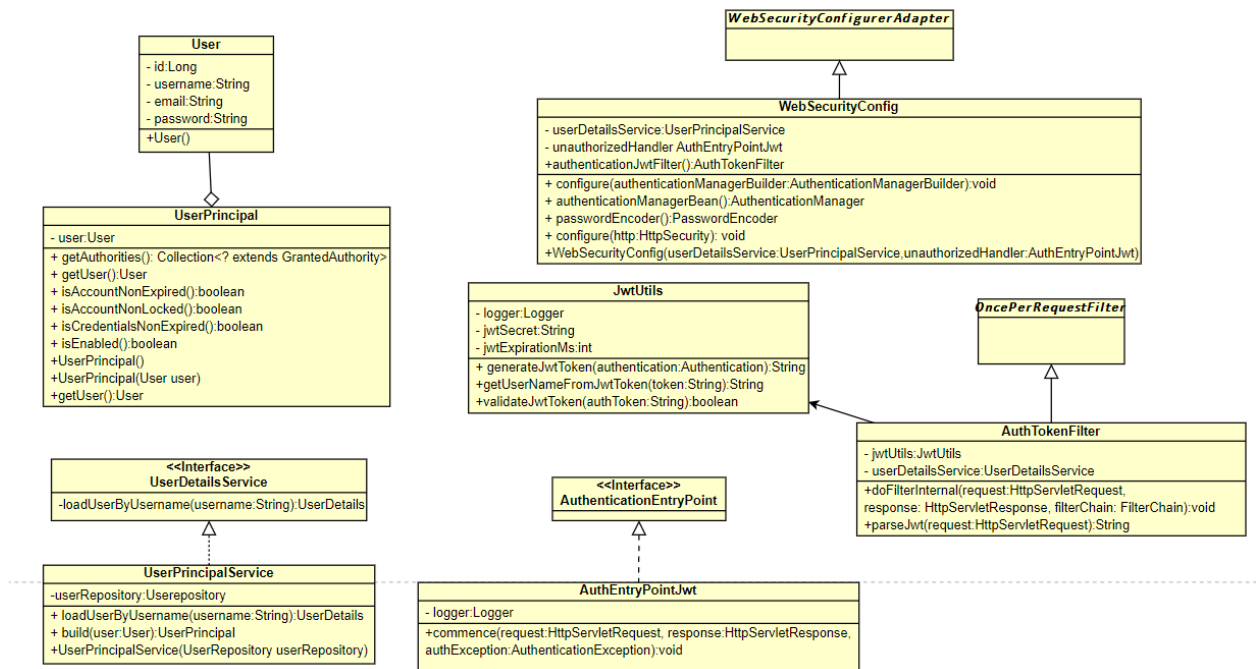 WebSecurityConfigurerAdapter
User
- id:Long
- username:String
- email:String
- password:String
+User()
WebSecurityConfig
- userDetailsService:UserPrincipalService
- unauthorizedHandler AuthEntryPointJwt
+authenticationJwtFilter():AuthTokenFilter
+ configure(authenticationManagerBuilder:AuthenticationManagerBuilder):void
+ authenticationManagerBean():AuthenticationManager
+ passwordEncoder():PasswordEncoder
+ configure(http:HttpSecurity): void
+WebSecurityConfig(userDetailsService:UserPrincipalService,unauthorizedHandler:AuthEntryPointJwt)
UserPrincipal
- user:User
+ getAuthorities(): Collection<? extends GrantedAuthority>
+ getUser():User
+ isAccountNonExpired():boolean
+ isAccountNonLocked():boolean
+ isCredentialsNonExpired():boolean
+ isEnabled():boolean
+UserPrincipal()
+UserPrincipal(User user)
+getUser():User
JwtUtils
- logger:Logger
- jwtSecret:String
- jwtExpirationMs:int
+ generateJwtToken(authentication:Authentication):String
+getUserNameFromJwtToken(token:String):String
+validateJwtToken(authToken:String):boolean
OncePerRequestFilter
AuthTokenFilter
- jwtUtils:JwtUtils
- userDetailsService:UserDetailsService
+doFilterInternal(request:HttpServletRequest,
response: HttpServletResponse, filterChain: FilterChain):void
+parseJwt(request:HttpServletRequest):String
<<Interface>>
UserDetailsService
-loadUserByUsername(username:String):UserDetails
<<Interface>>
AuthenticationEntryPoint
UserPrincipalService
-userRepository:Userepository
+ loadUserByUsername(username:String):UserDetails
+ build(user:User):UserPrincipal
+UserPrincipalService(UserRepository userRepository)
AuthEntryPointJwt
- logger:Logger
+commence(request:HttpServletRequest, response:HttpServletResponse,
authException:AuthenticationException):void